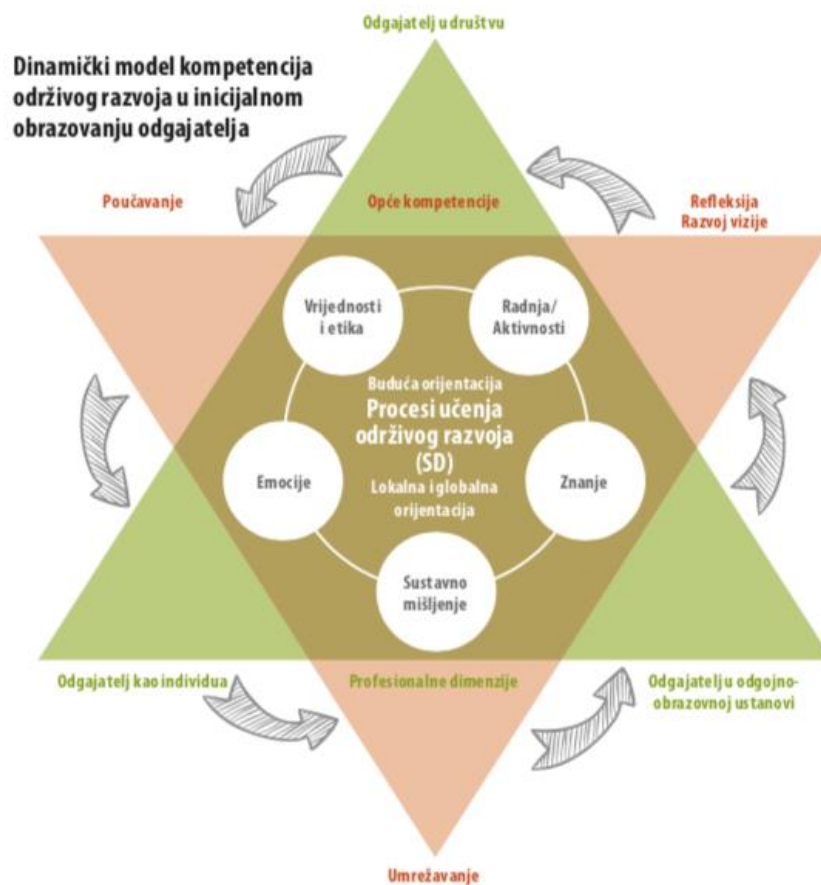 Odgajatelj u društvu
Dinamički model kompetencija
održivog razvoja u inicijalnom
obrazovanju odgajatelja
Poučavanje
Opće kompetencije
Refleksija
Razvoj vizije
Vrijednosti
i etika
Radnja/
Aktivnosti
Buduća orijentacija
Procesi učenja
održivog razvoja
(SD)
Lokalna i globalna
orijentacija
Emocije
Znanje
Sustavno
mišljenje
Odgajatelj kao individua
Profesionalne dimenzije
Odgajatelj u odgojno-
obrazovnoj ustanovi
Umrežavanje